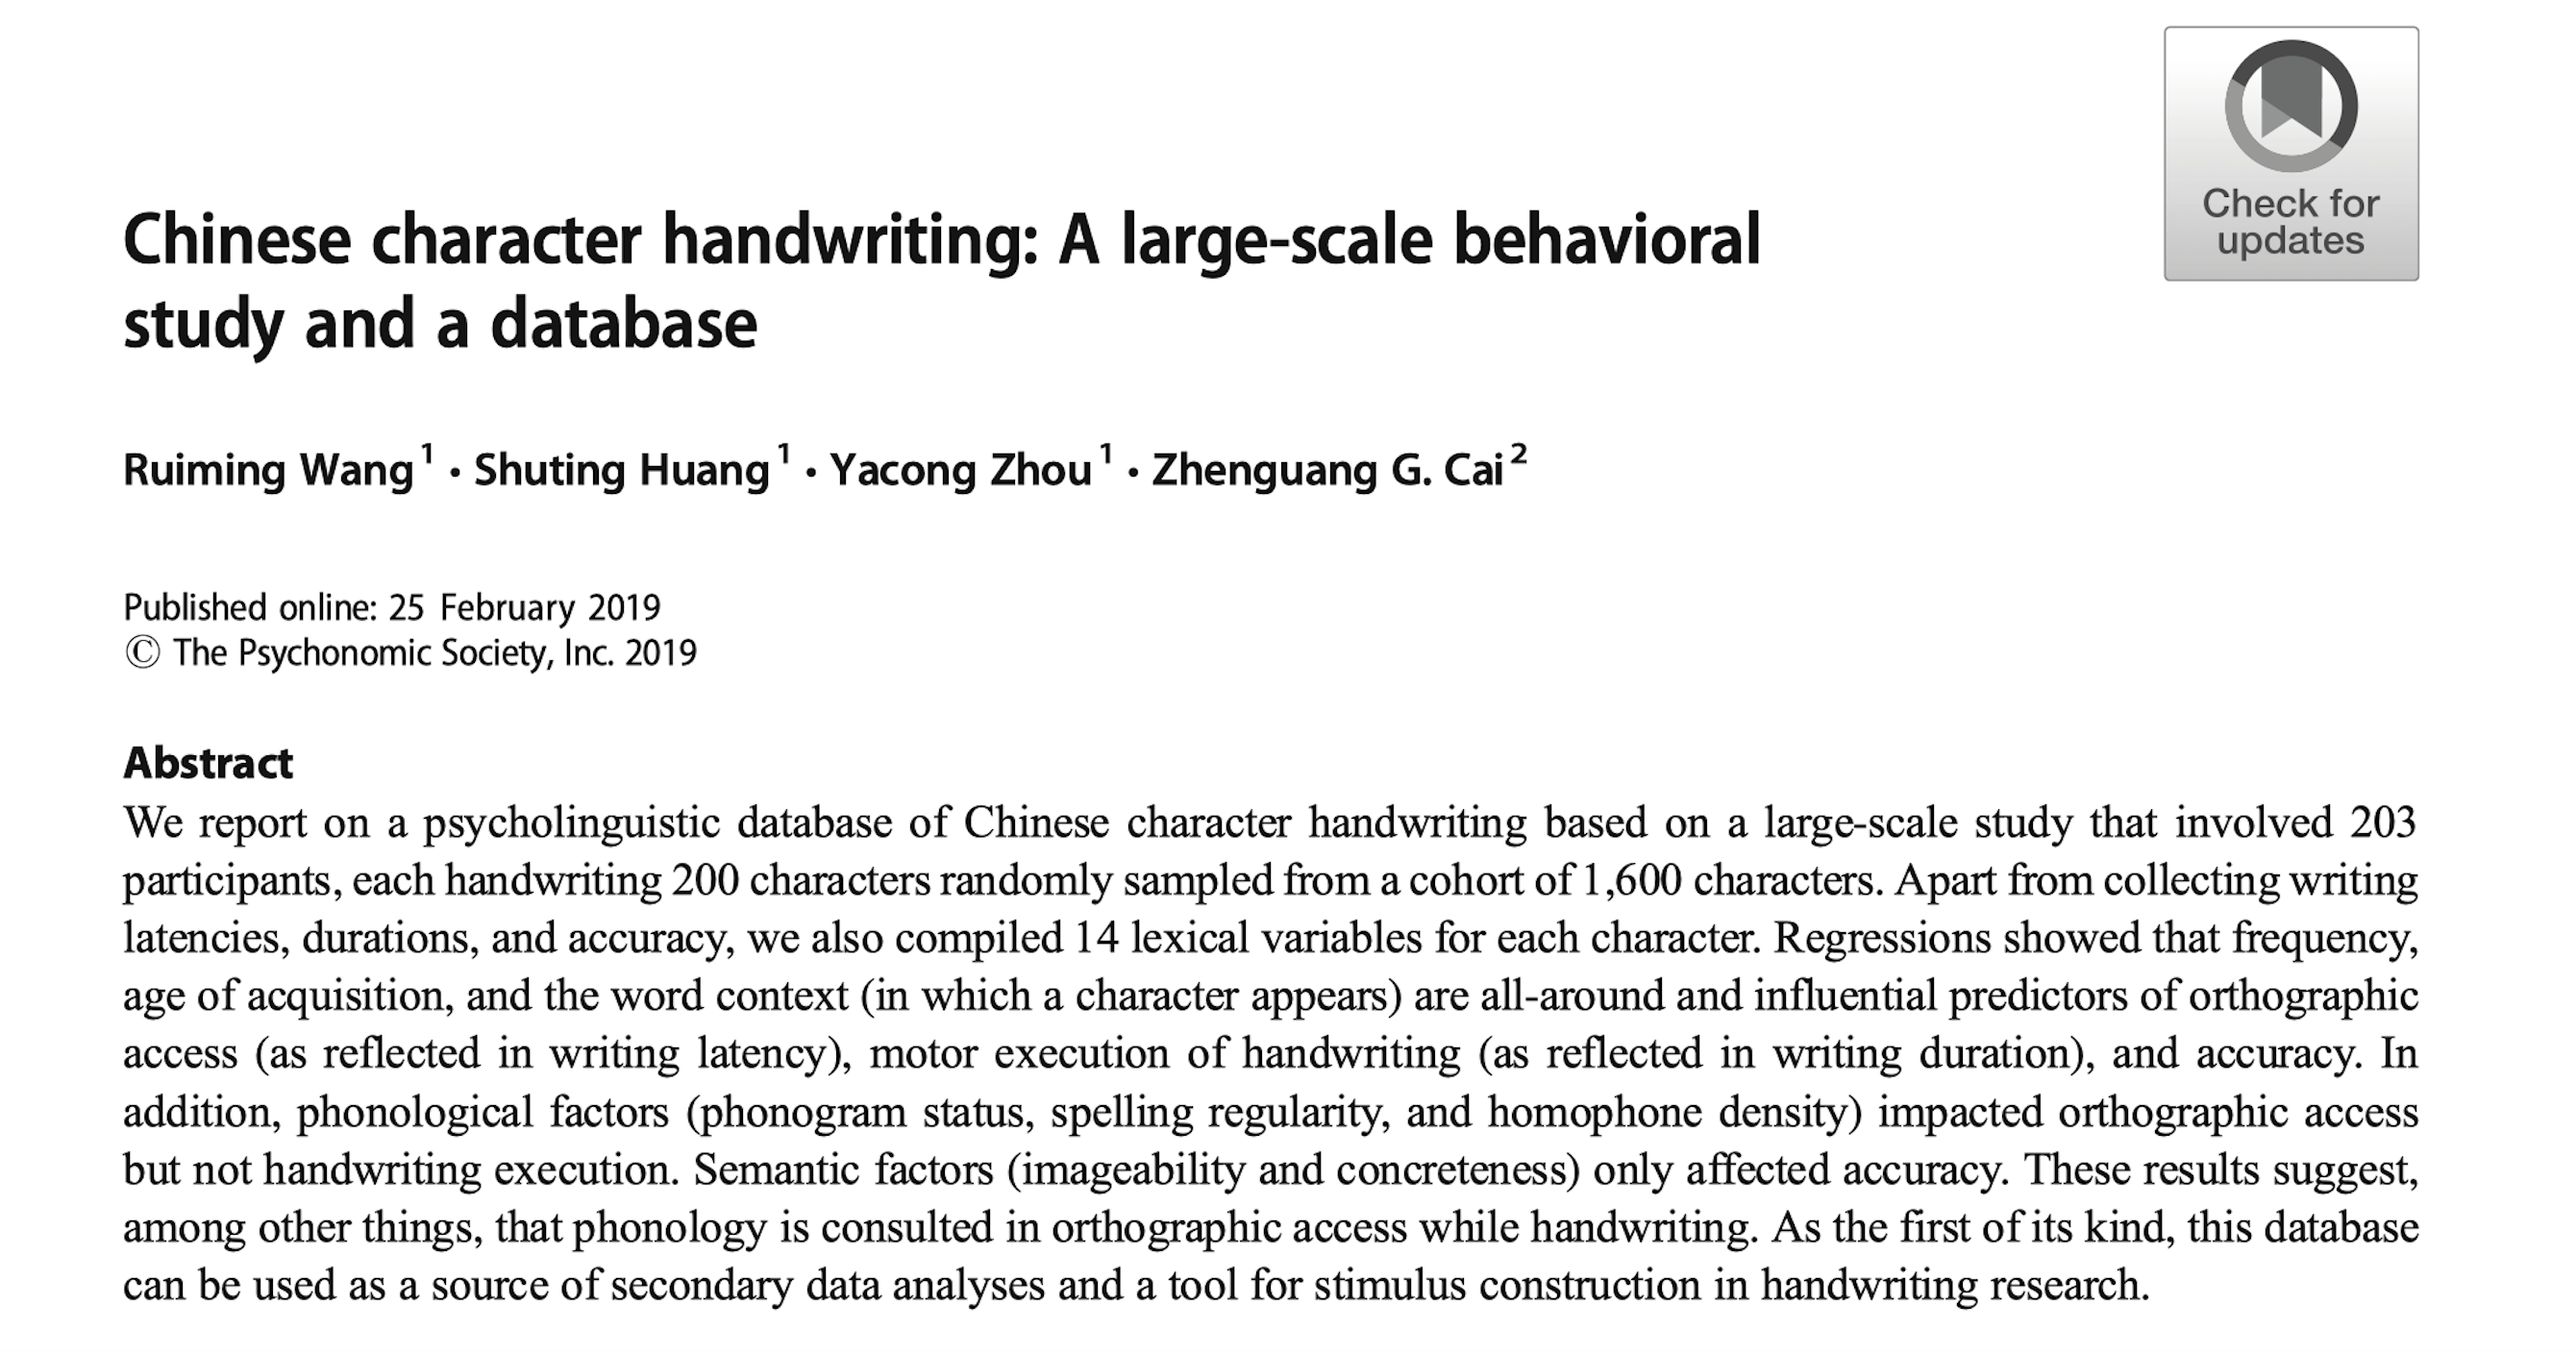 Check for
updates
Chinese character handwriting: A large-scale behavioral
study and a database
Ruiming Wang 1 · Shuting Huang 1 · Yacong Zhou 1 · Zhenguang G. Cai 2
Published online: 25 February 2019
© The Psychonomic Society, Inc. 2019
Abstract
We report on a psycholinguistic database of Chinese character handwriting based on a large-scale study that involved 203
participants, each handwriting 200 characters randomly sampled from a cohort of 1,600 characters. Apart from collecting writing
latencies, durations, and accuracy, we also compiled 14 lexical variables for each character. Regressions showed that frequency,
age of acquisition, and the word context (in which a character appears) are all-around and influential predictors of orthographic
access (as reflected in writing latency), motor execution of handwriting (as reflected in writing duration), and accuracy. In
addition, phonological factors (phonogram status, spelling regularity, and homophone density) impacted orthographic access
but not handwriting execution. Semantic factors (imageability and concreteness) only affected accuracy. These results suggest,
among other things, that phonology is consulted in orthographic access while handwriting. As the first of its kind, this database
can be used as a source of secondary data analyses and a tool for stimulus construction in handwriting research.